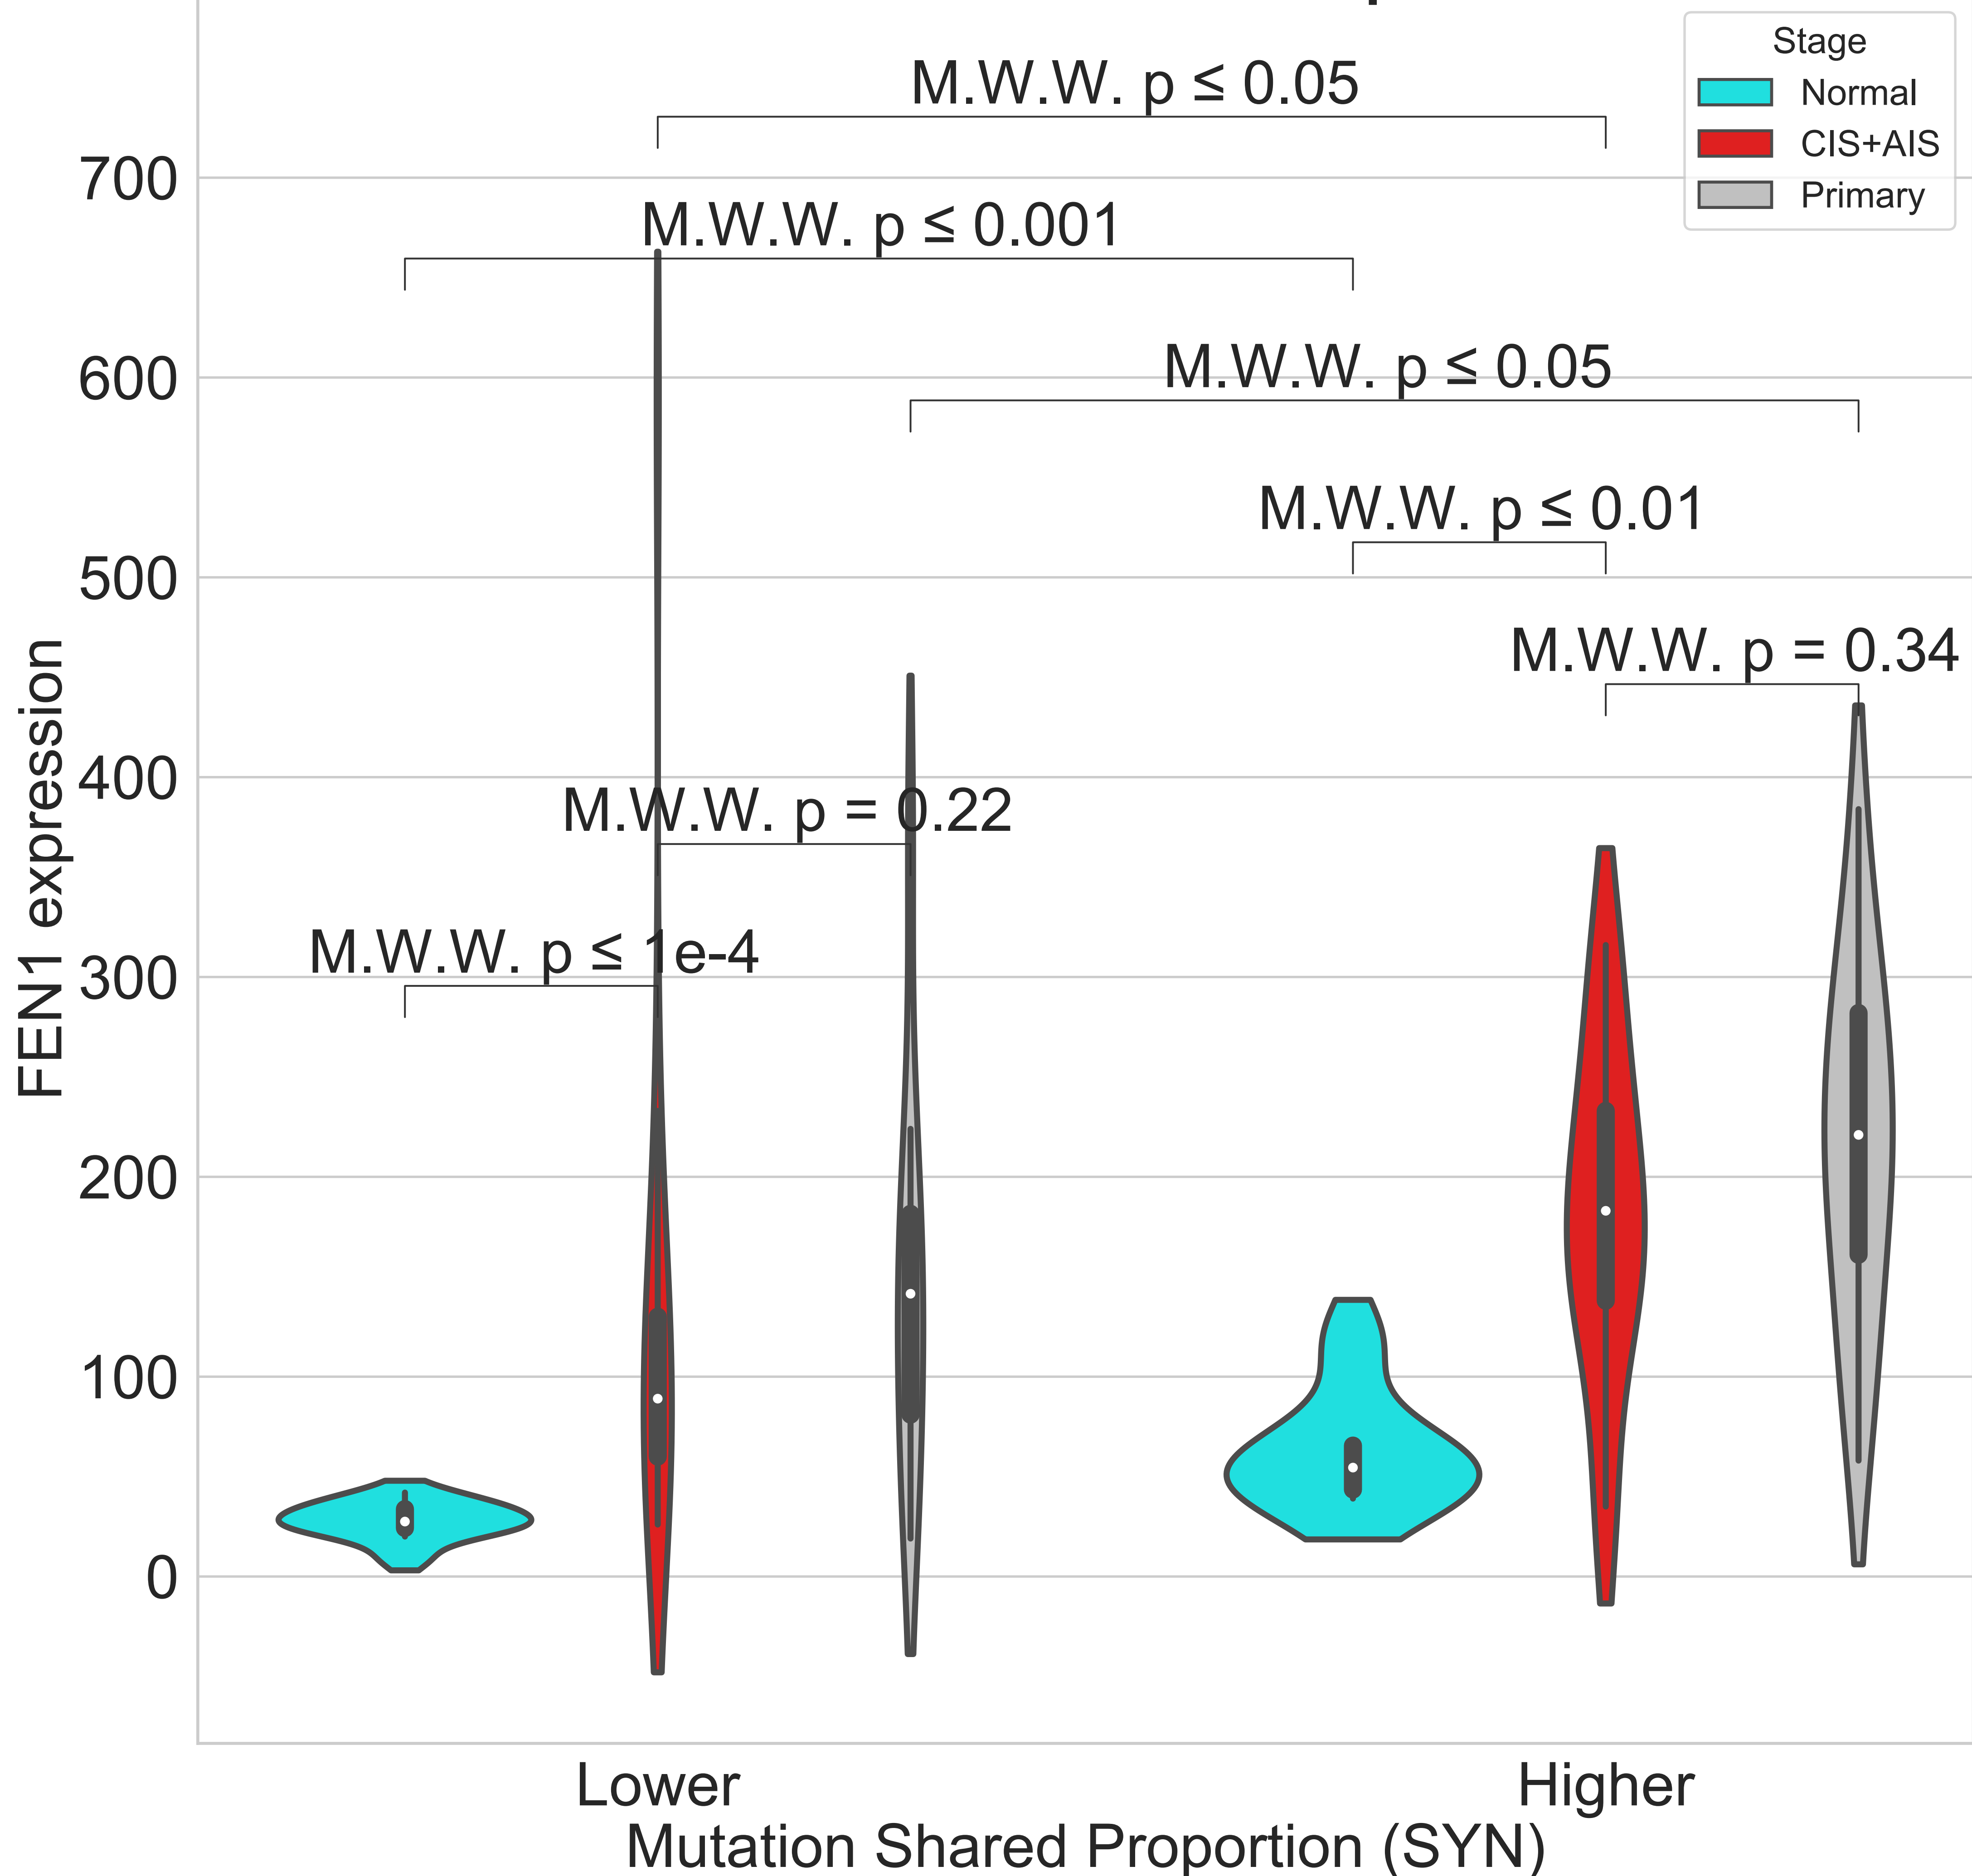 Stage
Normal
CIS+AIS
Primary
M.W.W. p ≤ 0.05
M.W.W. p ≤ 0.001
M.W.W. p ≤ 0.05
M.W.W. p ≤ 0.01
M.W.W. p = 0.34
M.W.W. p = 0.22
M.W.W. p ≤ 1e-4
700
600
500
400
300
200
100
0
FEN1 expression
Lower
Higher
Mutation Shared Proportion (SYN)